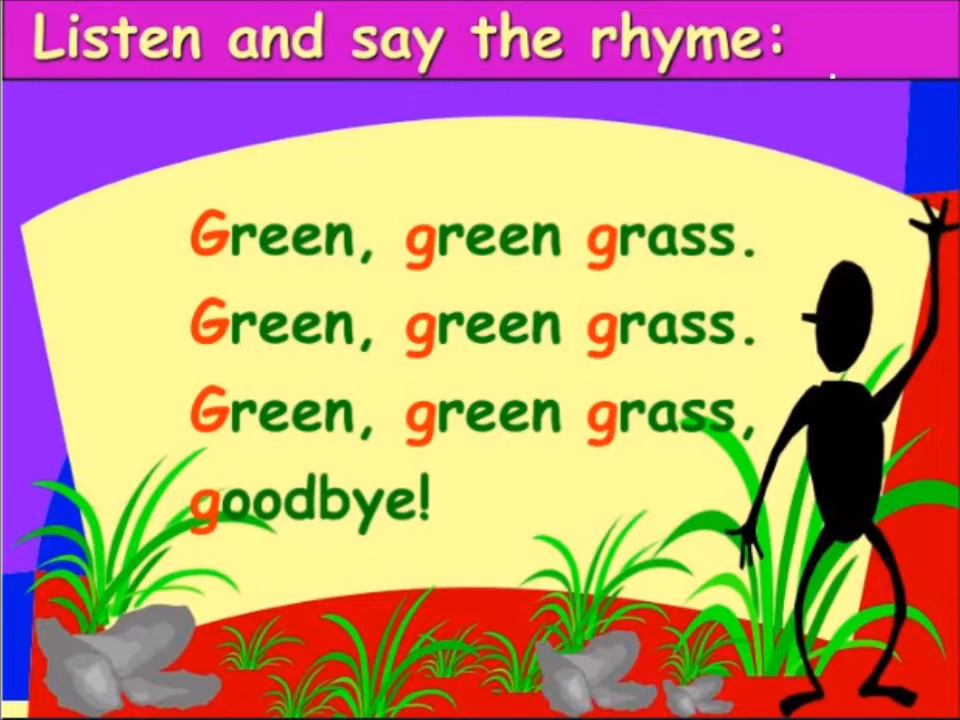 Listen and say the rhyme:
Green, green grass.
Green, green grass.
Green, green grass,
goodbye!